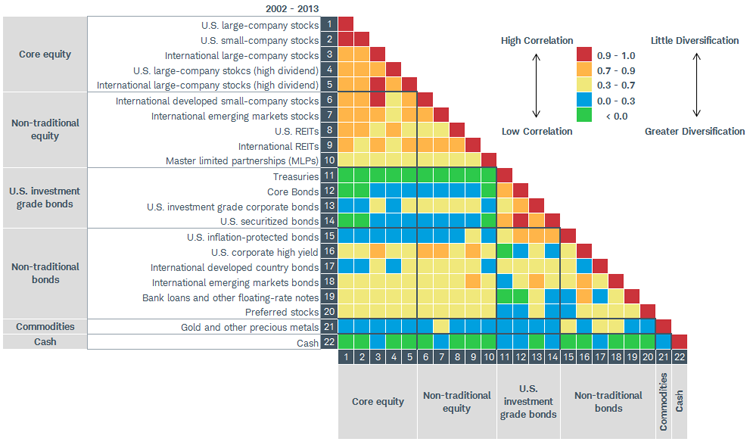 2002 - 2013
U.S. large-company stocks 1
U.S. small-company stocks 2
Core equity
International large-company stocks 3
U.S. large-company stokcs (high dividend) 4
International large-company stocks (high dividend) 5
International developed small-company stocks 6
International emerging markets stocks 7
Non-traditional
equity
U.S. REITs 8
International REITs 9
Master limited partnerships (MLPs) 10
Treasuries 11
U.S. investment
grade bonds
Core Bonds 12
U.S. investment grade corporate bonds 13
U.S. securitized bonds 14
U.S. inflation-protected bonds 15
U.S. corporate high yield 16
Non-traditional
bonds
International developed country bonds 17
International emerging markets bonds 18
Bank loans and other floating-rate notes 19
Preferred stocks 20
Commodities
Gold and other precious metals 21
Cash
Cash 22
1 2 3 4 5 6 7 8 9 10 11 12 13 14 15 16 17 18 19 20 21 22
Core equity
Non-traditional
equity
U.S.
investment
grade bonds
Non-traditional
bonds
Commodities
Cash
High Correlation
Low Correlation
0.9 - 1.0
0.7 - 0.9
0.3 - 0.7
0.0 - 0.3
< 0.0
Little Diversification
Greater Diversification